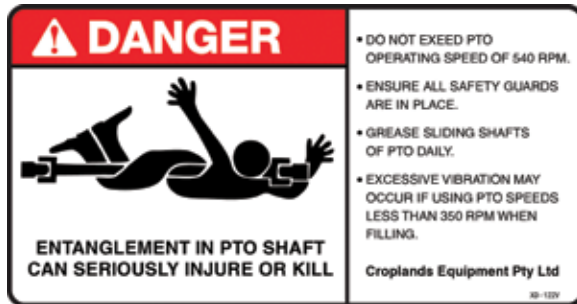 DANGER
ENTANGLEMENT IN PTO SHAFT
CAN SERIOUSLY INJURE OR KILL
• DO NOT EXEED PTO
OPERATING SPEED OF 540 RPM.
• ENSURE ALL SAFETY GUARDS
ARE IN PLACE.
• GREASE SLIDING SHAFTS
OF PTO DAILY.
• EXCESSIVE VIBRATION MAY
OCCUR IF USING PTO SPEEDS
LESS THAN 350 RPM WHEN
FILLING.
Croplands Equipment Pty Ltd